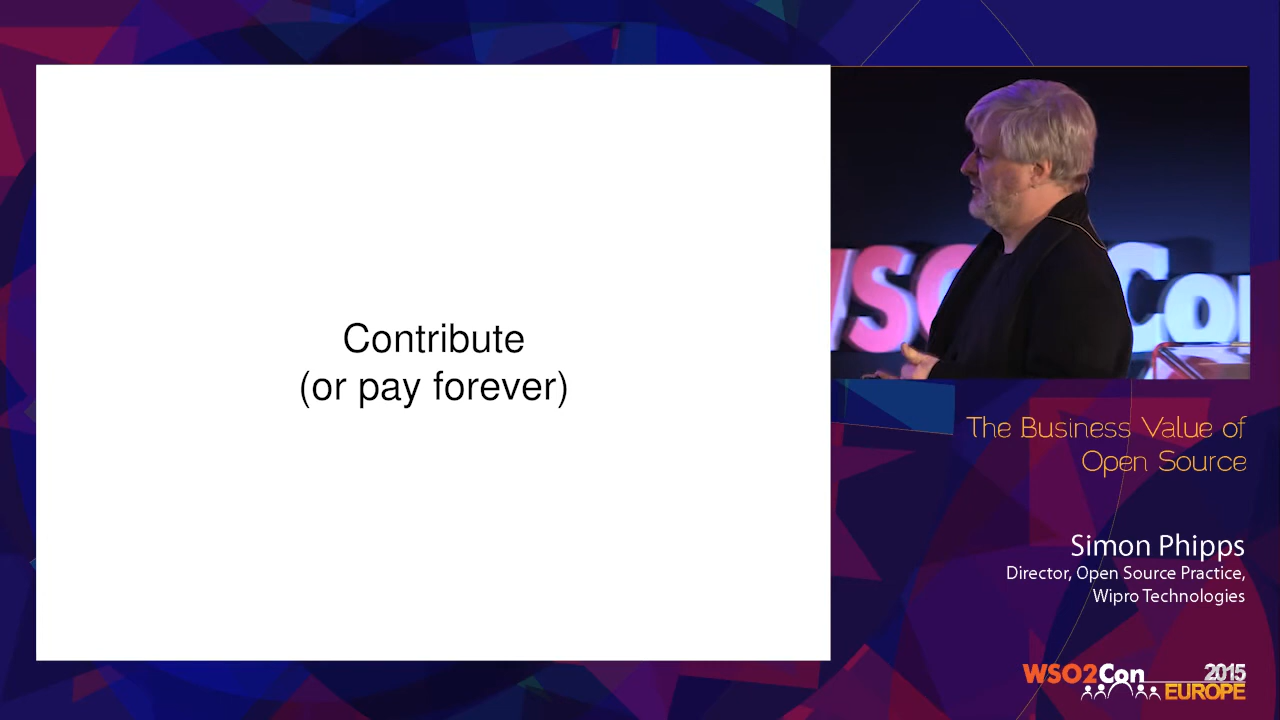 Contribute
(or pay forever)
WSO2Con
The Business Value of
Open Source
Simon Phipps
Director, Open Source Practice,
Wipro Technologies
WSO2Con 2015
EUROPE